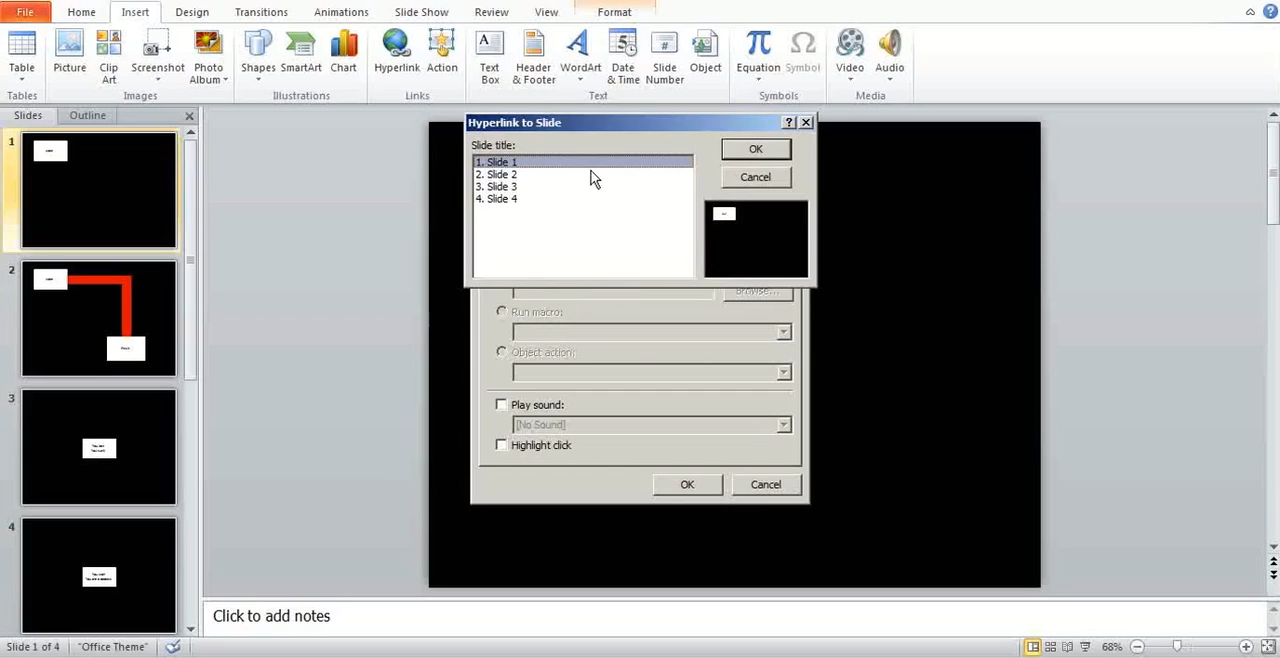 File Home Insert Design Transitions Animations Slide Show Review View Format
Table Picture Clip Art Screenshot Photo Album Shapes SmartArt Chart Hyperlink Action Text Box Header & Footer WordArt Date & Time Slide Number Object Equation Symbol Video Audio
Tables Images Illustrations Links Text Symbols Media
Slides Outline
Hyperlink to Slide
Slide title:
1. Slide 1
2. Slide 2
3. Slide 3
4. Slide 4
OK
Cancel
Browse...
Run macro:
Object action:
Play sound:
[No Sound]
Highlight click
OK Cancel
1
2
3
4
Click to add notes
Slide 1 of 4 "Office Theme" 68%